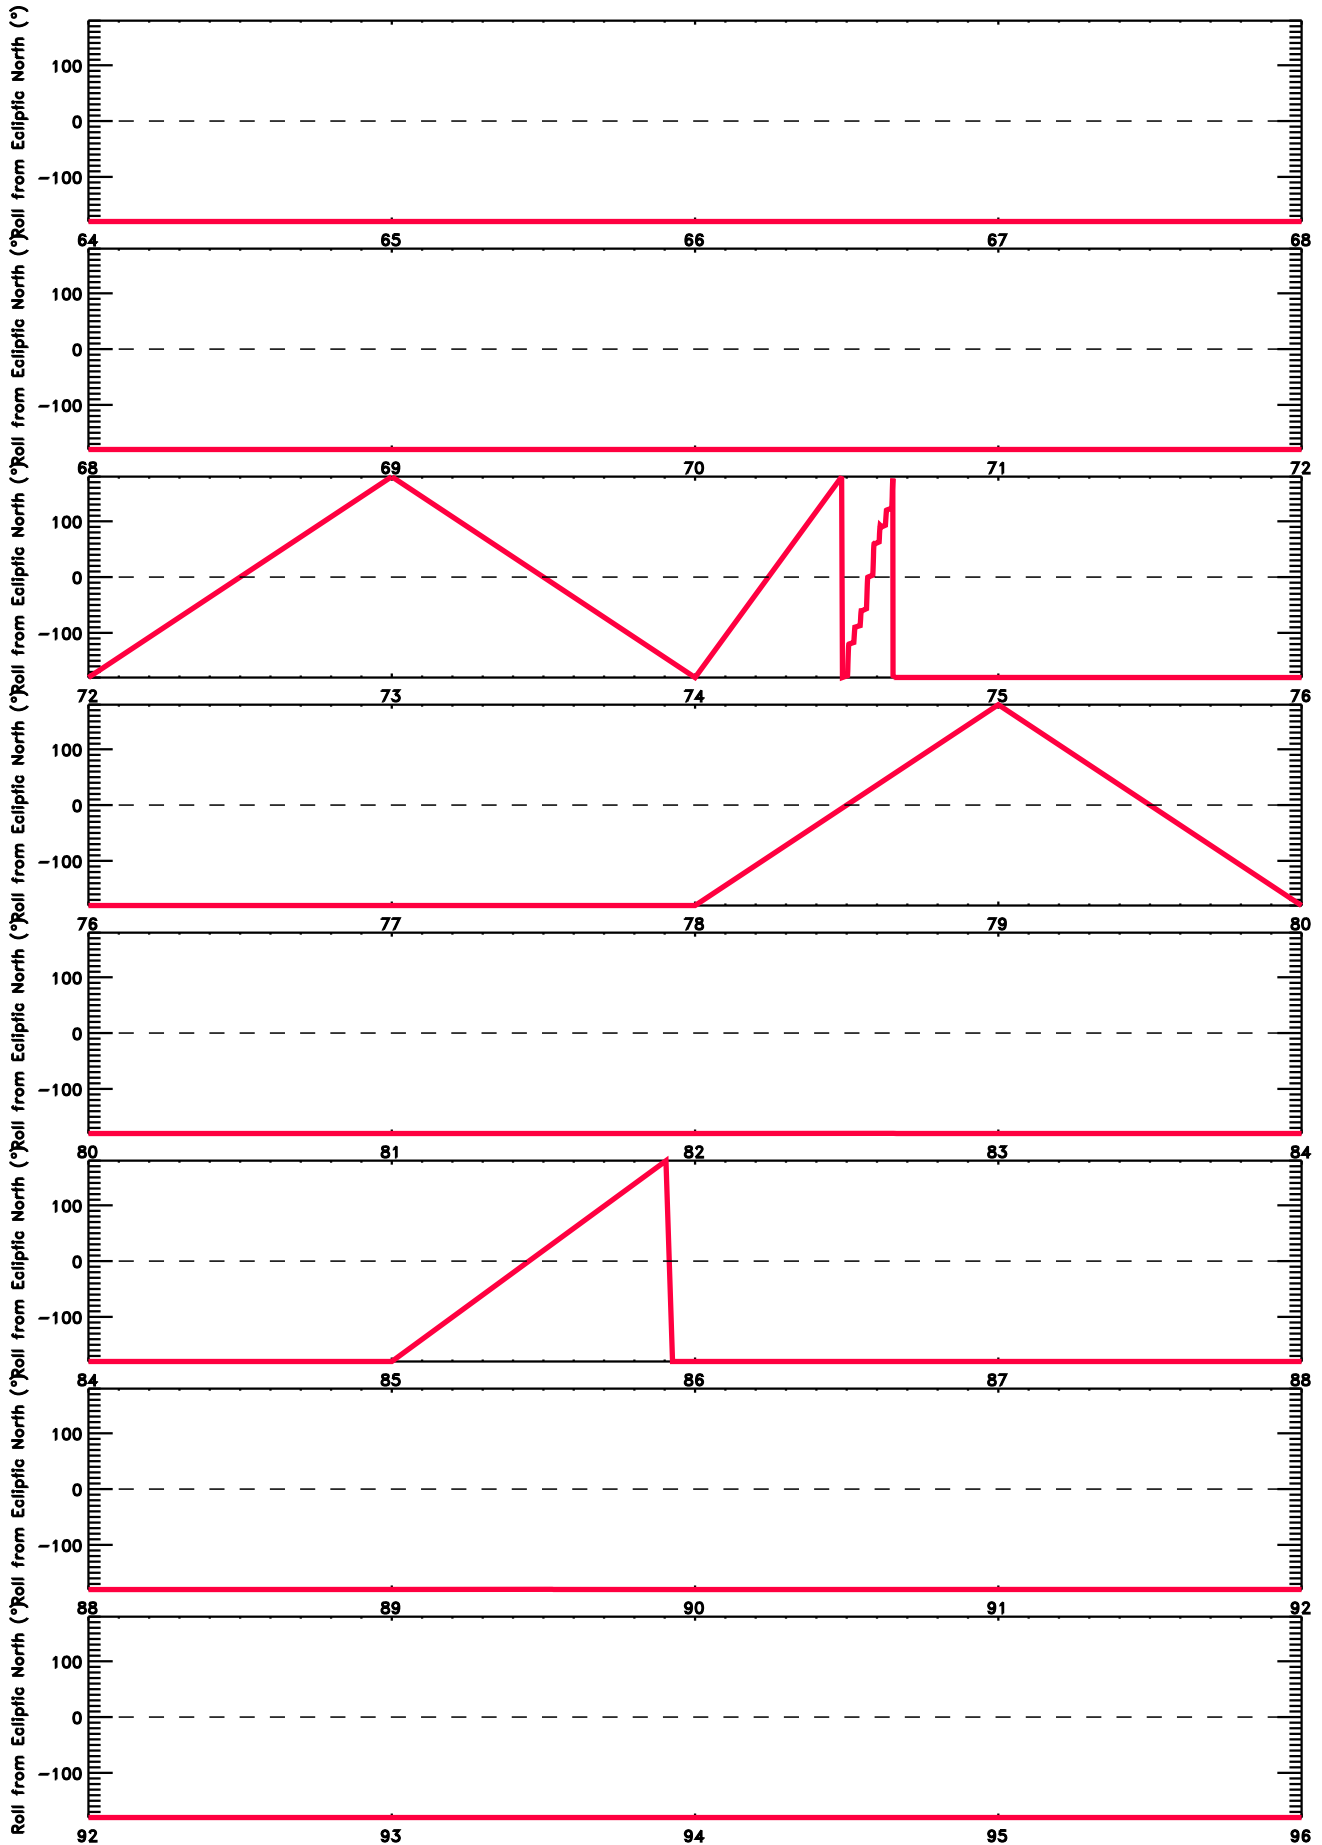 Roll from Ecliptic North (°)
100
0
-100
64 65 66 67 68
Roll from Ecliptic North (°)
100
0
-100
68 69 70 71 72
Roll from Ecliptic North (°)
100
0
-100
72 73 74 75 76
Roll from Ecliptic North (°)
100
0
-100
76 77 78 79 80
Roll from Ecliptic North (°)
100
0
-100
80 81 82 83 84
Roll from Ecliptic North (°)
100
0
-100
84 85 86 87 88
Roll from Ecliptic North (°)
100
0
-100
88 89 90 91 92
Roll from Ecliptic North (°)
100
0
-100
92 93 94 95 96